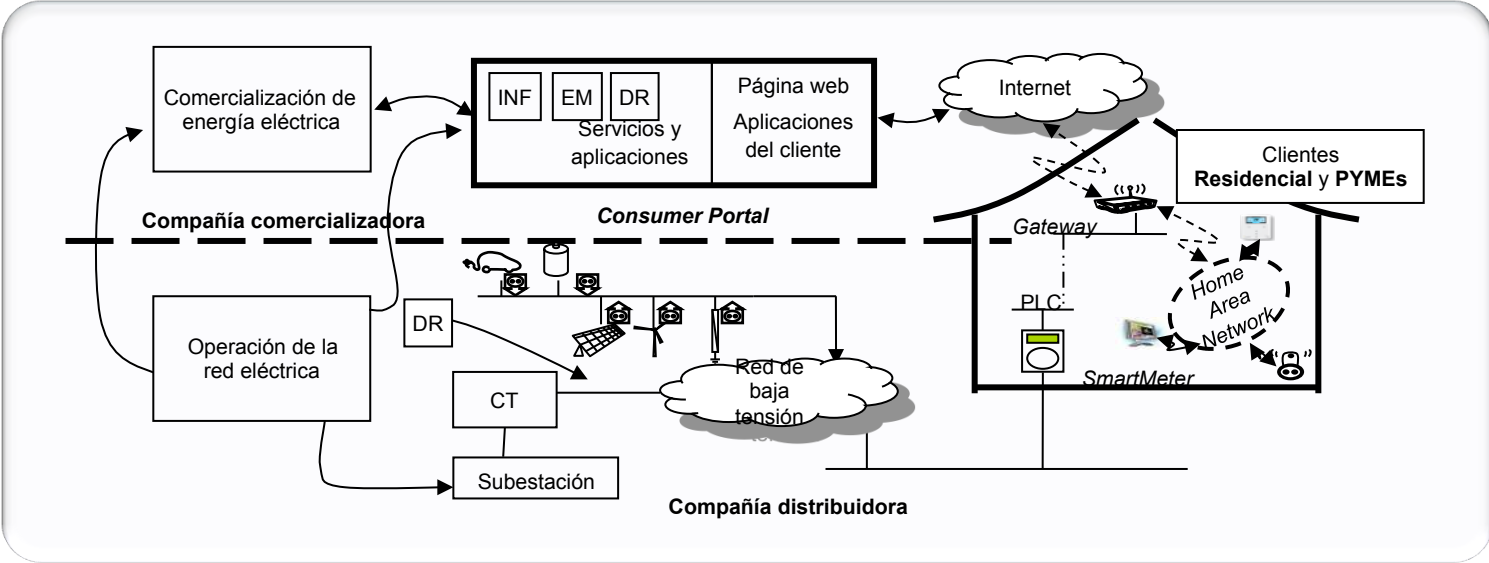 Comercialización de
energía eléctrica
INF
EM
DR
Servicios y
aplicaciones
Página web
Aplicaciones
del cliente
Internet
Clientes
Residencial y PYMEs
Compañía comercializadora
Consumer Portal
Gateway
Home
Area
Network
PLC
SmartMeter
DR
Operación de la
red eléctrica
CT
Red de
baja
tensión
Subestación
Compañía distribuidora